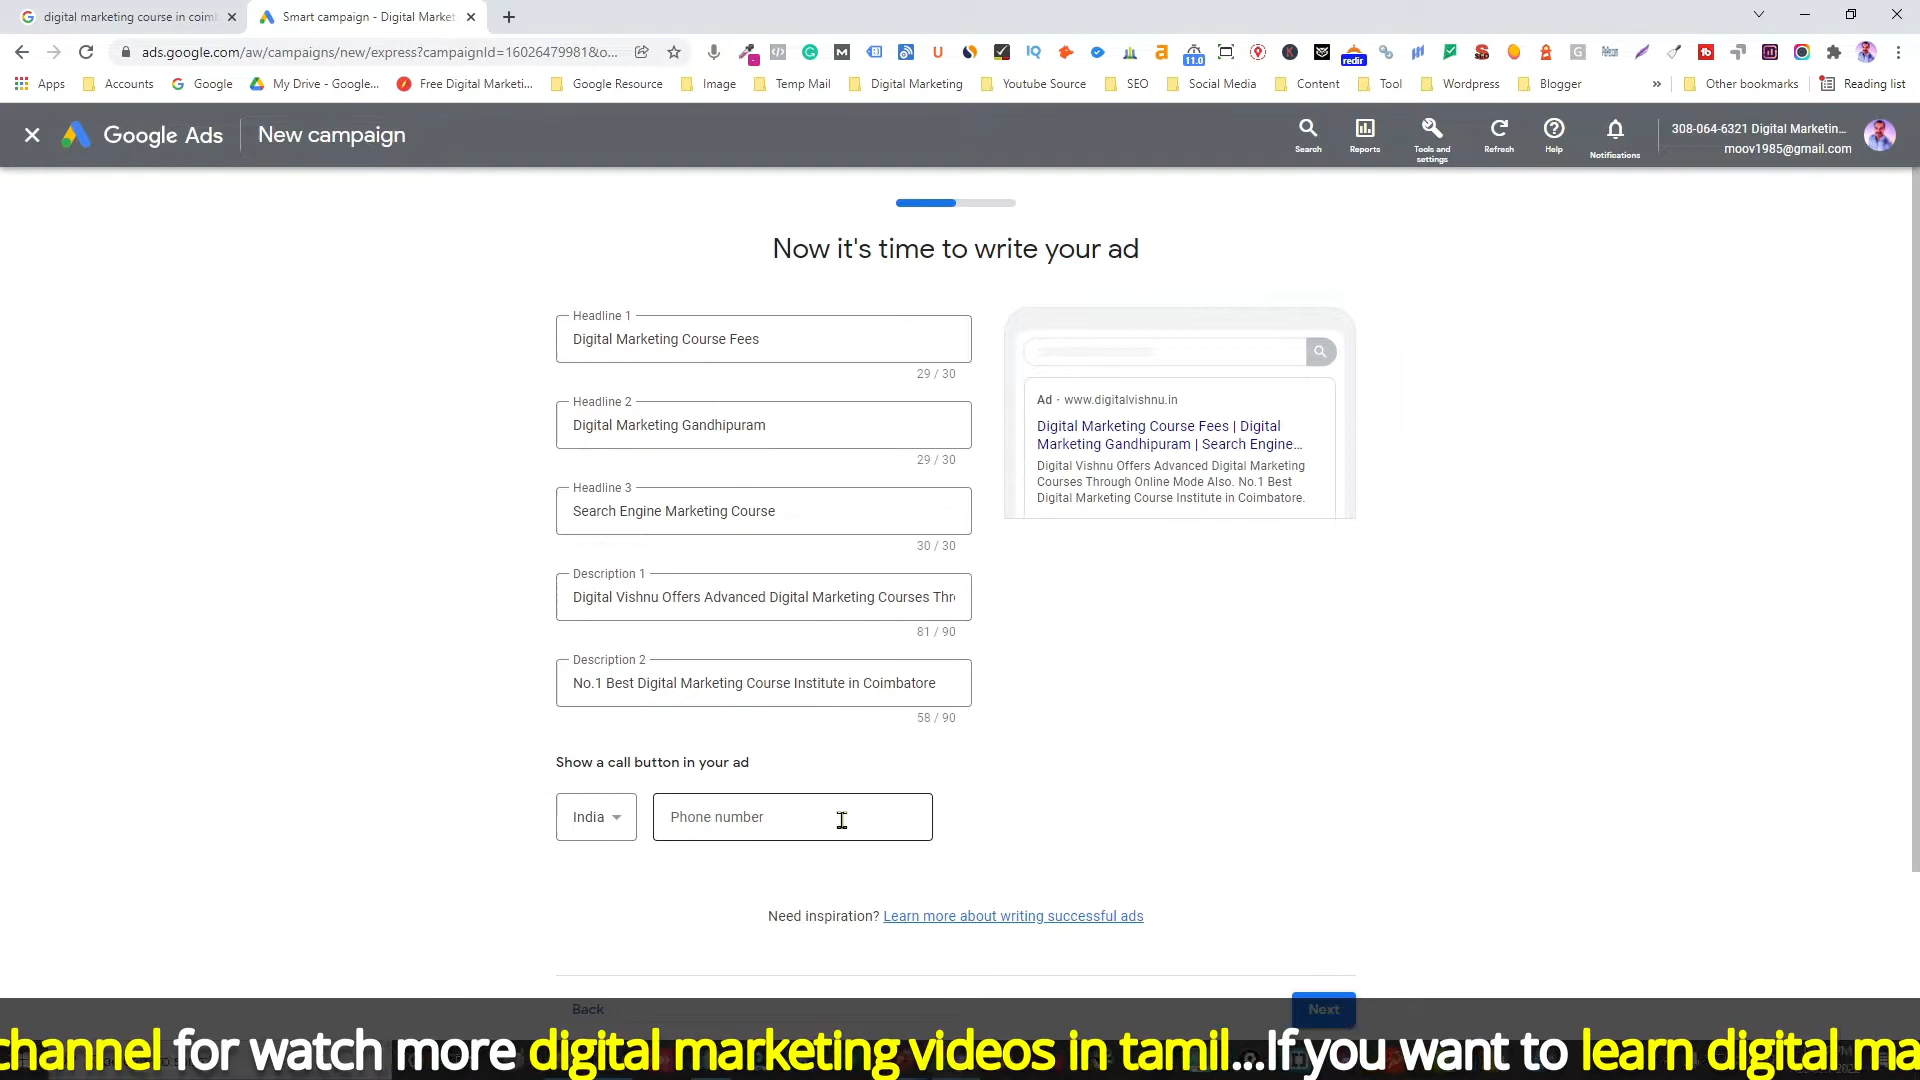 digital marketing course in coim
Smart campaign - Digital Market
ads.google.com/aw/campaigns/new/express?campaignId=16026479981&o...
11.0
redir
Apps
Accounts
Google
My Drive - Google...
Free Digital Marketi...
Google Resource
Image
Temp Mail
Digital Marketing
Youtube Source
SEO
Social Media
Content
Tool
Wordpress
Blogger
»
Other bookmarks
Reading list
Google Ads
New campaign
Search
Reports
Tools and settings
Refresh
Help
Notifications
308-064-6321 Digital Marketin...
moov1985@gmail.com
Now it's time to write your ad
Headline 1
Digital Marketing Course Fees
29 / 30
Headline 2
Digital Marketing Gandhipuram
29 / 30
Headline 3
Search Engine Marketing Course
30 / 30
Description 1
Digital Vishnu Offers Advanced Digital Marketing Courses Thr
81 / 90
Description 2
No.1 Best Digital Marketing Course Institute in Coimbatore
58 / 90
Ad · www.digitalvishnu.in
Digital Marketing Course Fees | Digital
Marketing Gandhipuram | Search Engine...
Digital Vishnu Offers Advanced Digital Marketing
Courses Through Online Mode Also. No.1 Best
Digital Marketing Course Institute in Coimbatore.
Show a call button in your ad
India
Phone number
Need inspiration? Learn more about writing successful ads
Back
Next
channel for watch more digital marketing videos in tamil...If you want to learn digital ma